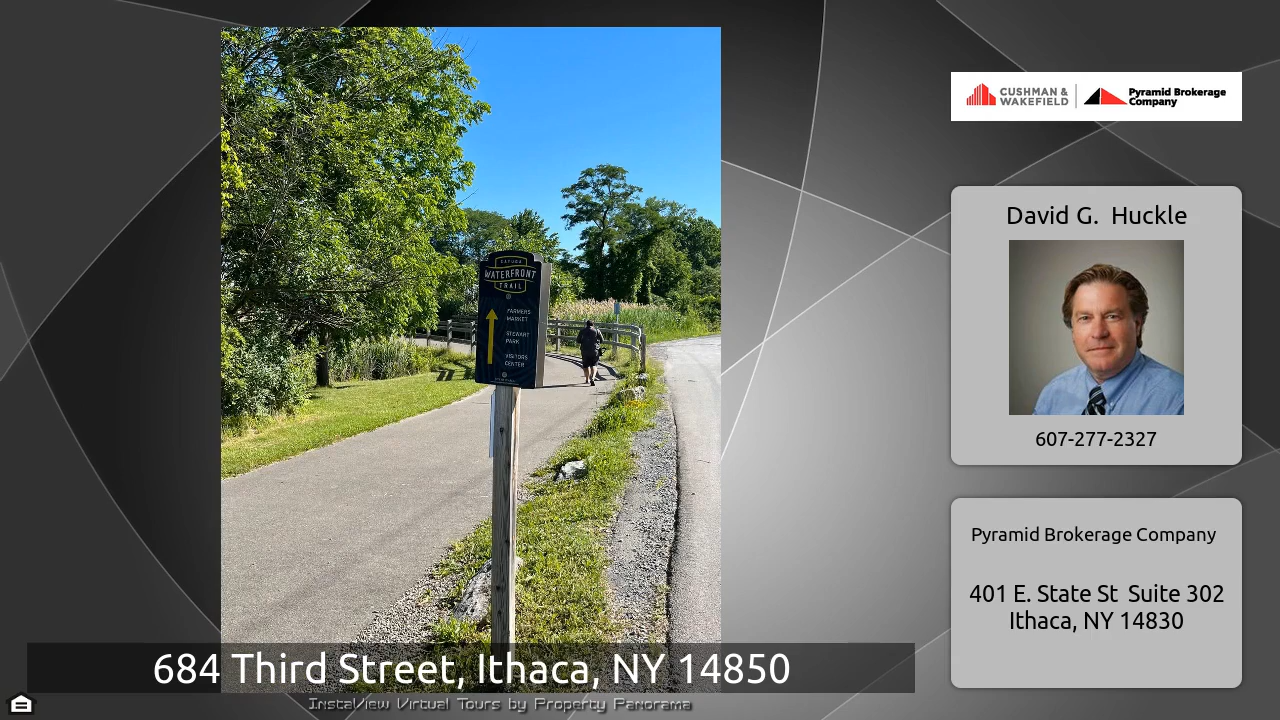 CAYUGA
WATERFRONT
TRAIL
FARMERS
MARKET
STEWART
PARK
VISITORS
CENTER
684 Third Street, Ithaca, NY 14850
InstaView Virtual Tours by Property Panorama
CUSHMAN &
WAKEFIELD
Pyramid Brokerage
Company
David G. Huckle
607-277-2327
Pyramid Brokerage Company
401 E. State St Suite 302
Ithaca, NY 14830